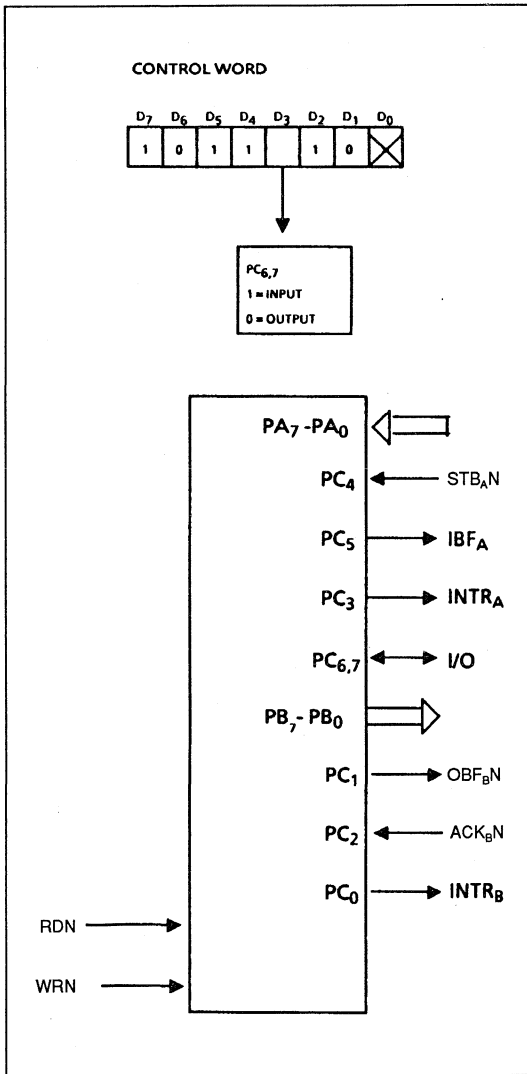 CONTROL WORD
D7 D6 D5 D4 D3 D2 D1 D0
1 0 1 1 1 0
PC6,7
1 = INPUT
0 = OUTPUT
PA7 -PA0
PC4 STBAN
PC5 IBFA
PC3 INTRA
PC6,7 I/O
PB7- PB0
PC1 OBFBN
PC2 ACKBN
PC0 INTRB
RDN
WRN